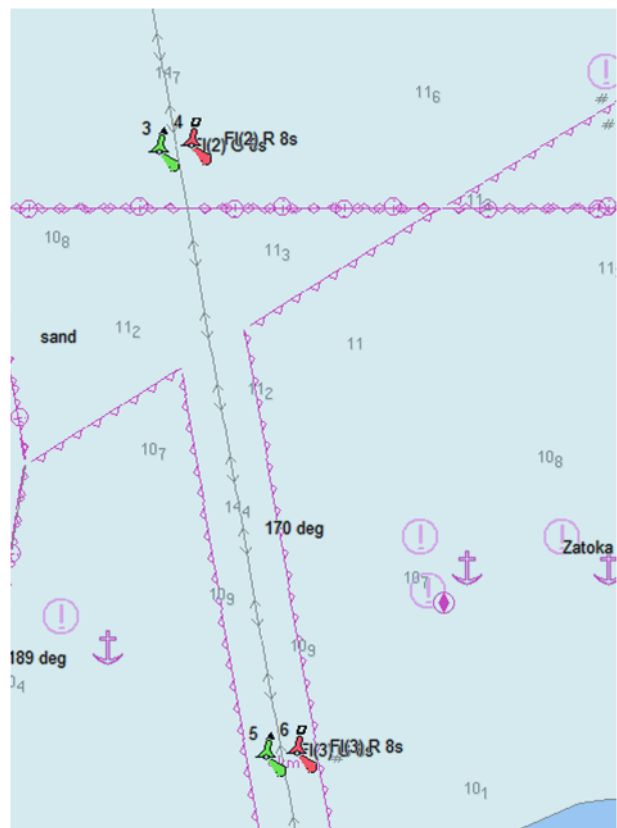 14₇
11₆
3 4
Fl(2) R 8s
10₈
11₃
11₂
sand
11
11₂
10₇
10₈
14₄
170 deg
Zatoka
10₇
10₉
10₉
189 deg
5 6
Fl(3) R 8s
10₁